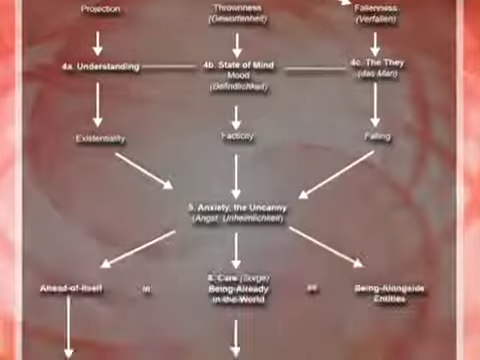 Projection
Thrownness
(Geworfenheit)
Fallenness
(Verfallen)
4a. Understanding
4b. State of Mind
Mood
(Befindlichkeit)
4c. The They
(das Man)
Existentiality
Facticity
Falling
5. Anxiety, the Uncanny
(Angst, Unheimlichkeit)
Ahead-of-Itself
in
Care (Sorge)
Being-Already
in-the-World
as
Being-Alongside
Entities